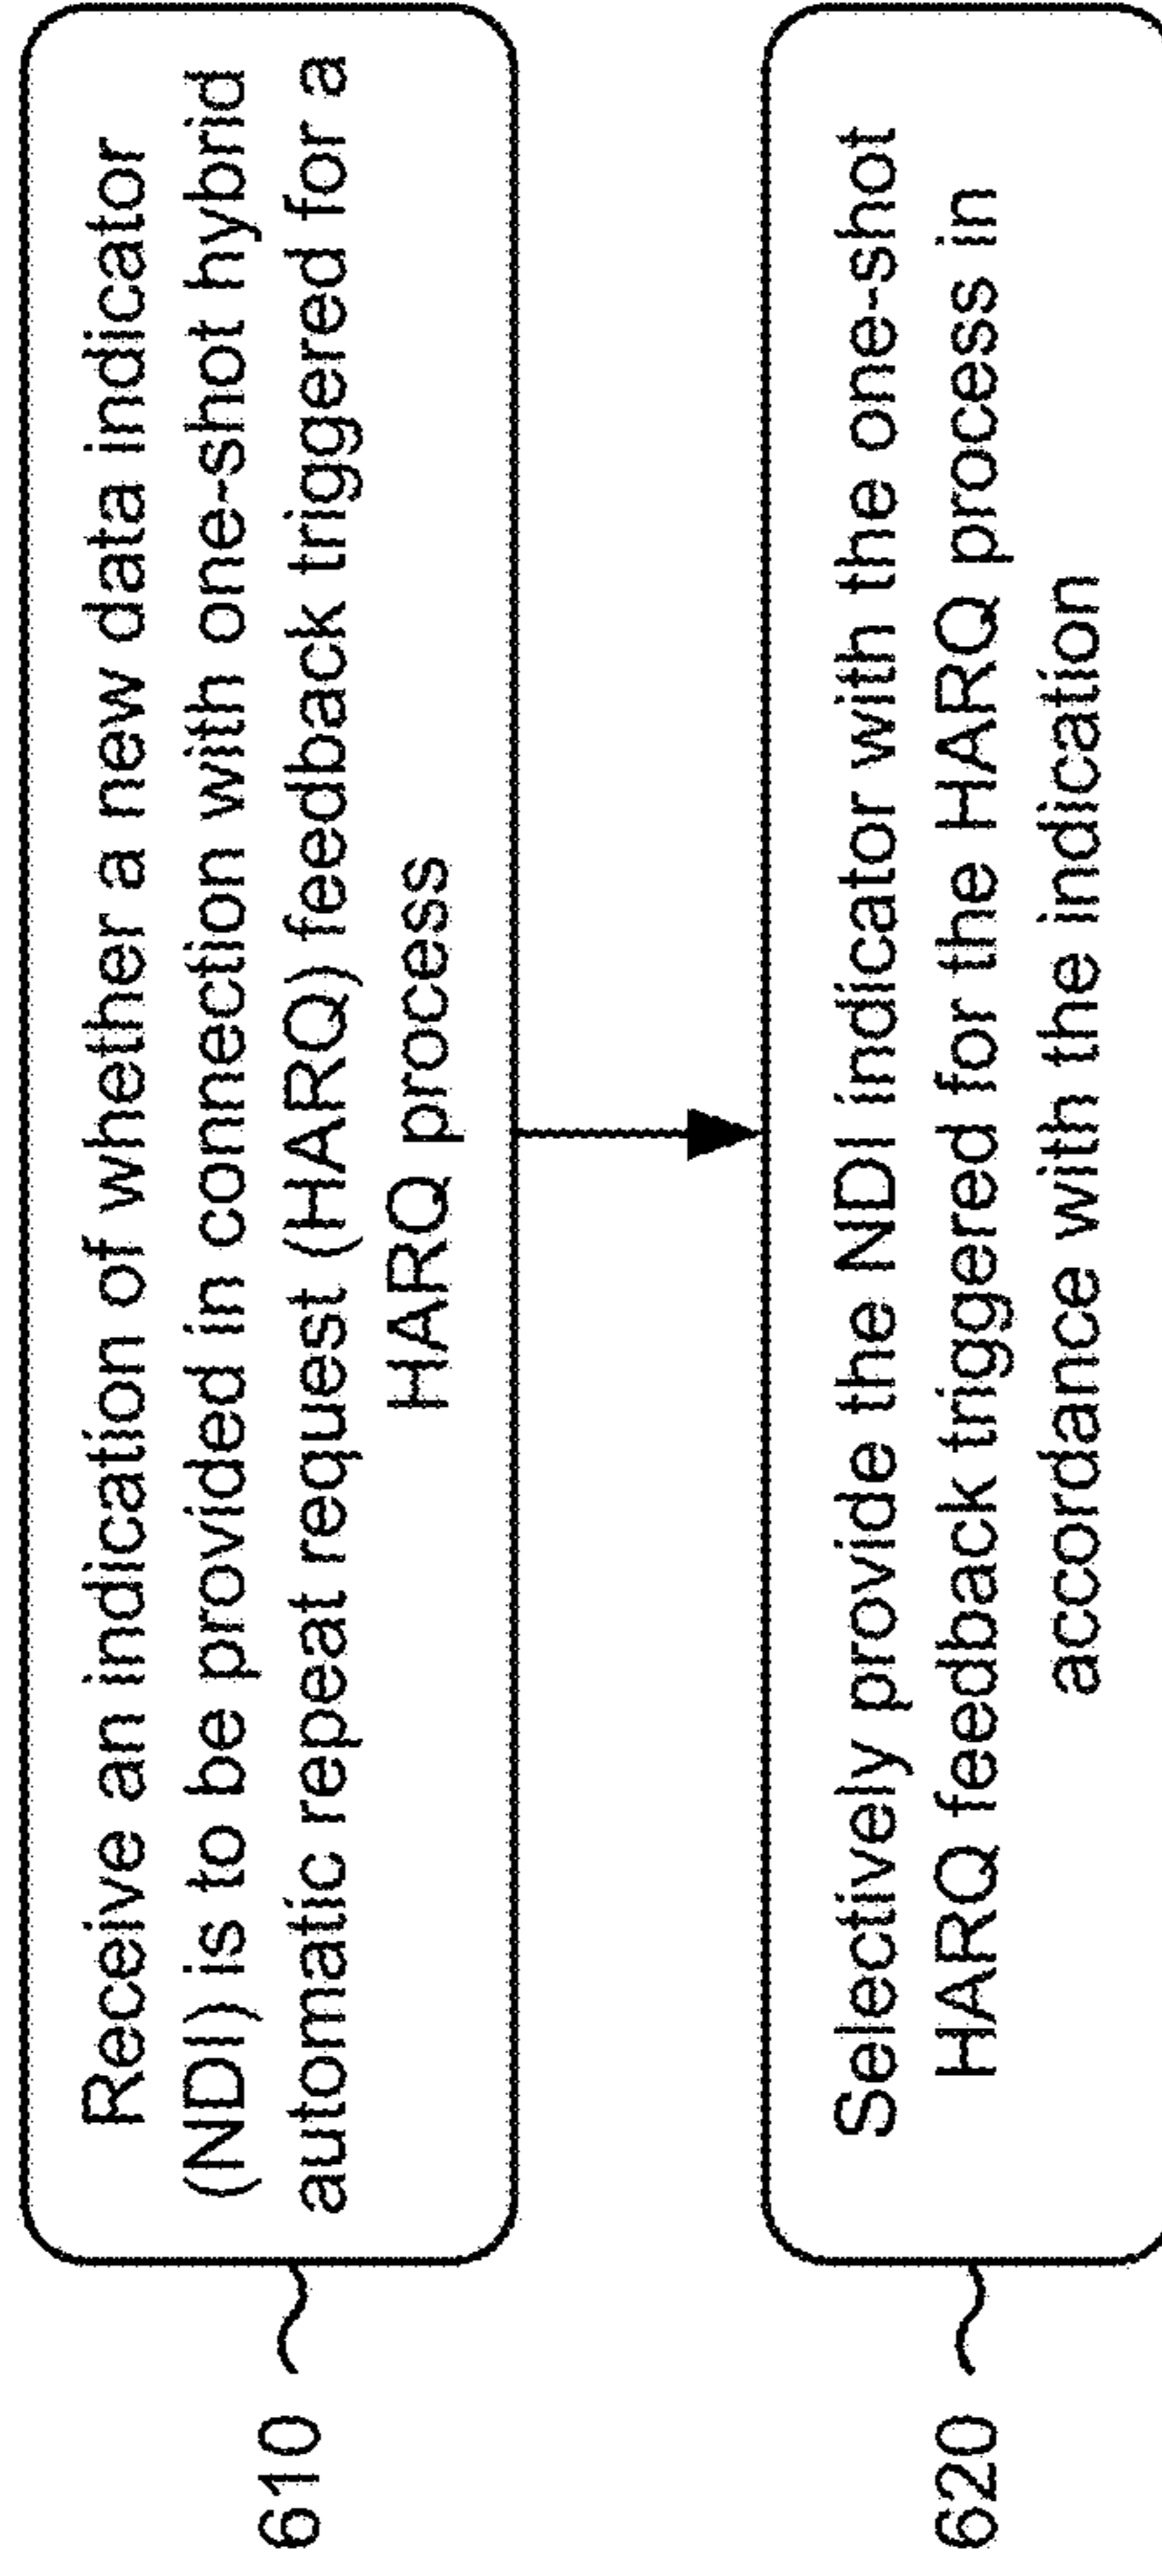 Receive an indication of whether a new data indicator
(NDI) is to be provided in connection with one-shot hybrid
automatic repeat request (HARQ) feedback triggered for a
HARQ process
610
Selectively provide the NDI indicator with the one-shot
HARQ feedback triggered for the HARQ process in
accordance with the indication
620